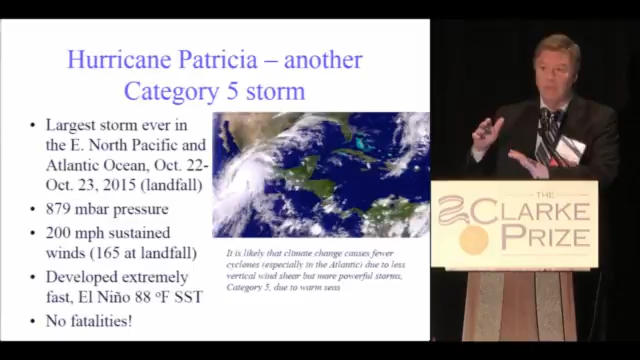 Hurricane Patricia – another
Category 5 storm
• Largest storm ever in
the E. North Pacific and
Atlantic Ocean, Oct. 22-
Oct. 23, 2015 (landfall)
• 879 mbar pressure
• 200 mph sustained
winds (165 at landfall)
• Developed extremely
fast, El Niño 88 °F SST
• No fatalities!
It is likely that climate change causes fewer
cyclones (especially in the Atlantic) due to less
vertical wind shear but more powerful storms,
Category 5, due to warm seas
THE
CLARKE
PRIZE